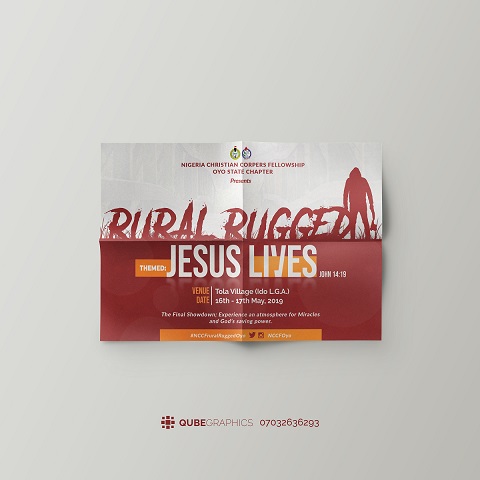 NIGERIA CHRISTIAN CORPERS FELLOWSHIP
OYO STATE CHAPTER
Presents
RURAL RUGGED
THEMED: JESUS LIVES
JOHN 14:19
VENUE Tola Village (Ido L.G.A.)
DATE 16th - 17th May, 2019
The Final Showdown; Experience an atmosphere for Miracles
and God's saving power.
#NCCFRuralRuggedOyo NCCFOyo
QUBEGRAPHICS 07032636293